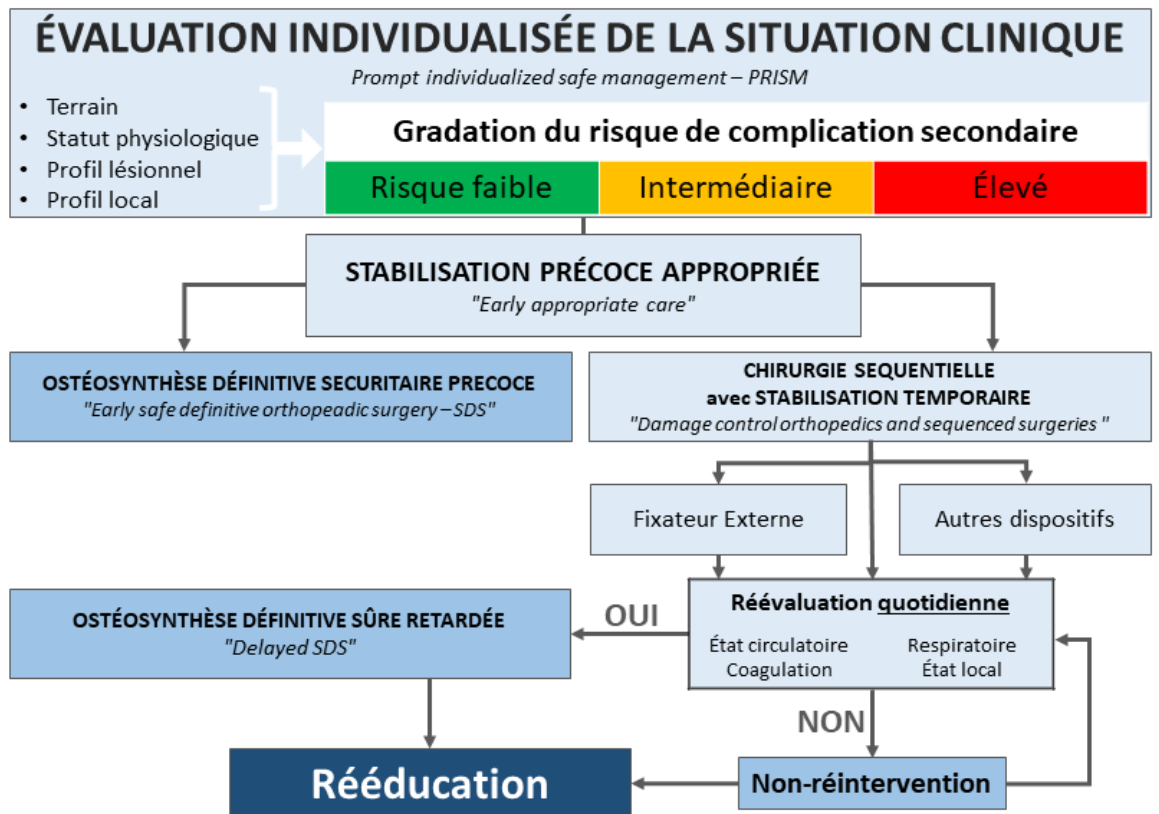 ÉVALUATION INDIVIDUALISÉE DE LA SITUATION CLINIQUE
Prompt individualized safe management – PRISM
• Terrain
• Statut physiologique
• Profil lésionnel
• Profil local
Gradation du risque de complication secondaire
Risque faible
Intermédiaire
Élevé
STABILISATION PRÉCOCE APPROPRIÉE
"Early appropriate care"
OSTÉOSYNTHÈSE DÉFINITIVE SECURITAIRE PRECOCE
"Early safe definitive orthopeadic surgery – SDS"
CHIRURGIE SEQUENTIELLE
avec STABILISATION TEMPORAIRE
"Damage control orthopedics and sequenced surgeries "
Fixateur Externe
Autres dispositifs
Réévaluation quotidienne
État circulatoire
Coagulation
Respiratoire
État local
OUI
OSTÉOSYNTHÈSE DÉFINITIVE SÛRE RETARDÉE
"Delayed SDS"
NON
Non-réintervention
Rééducation